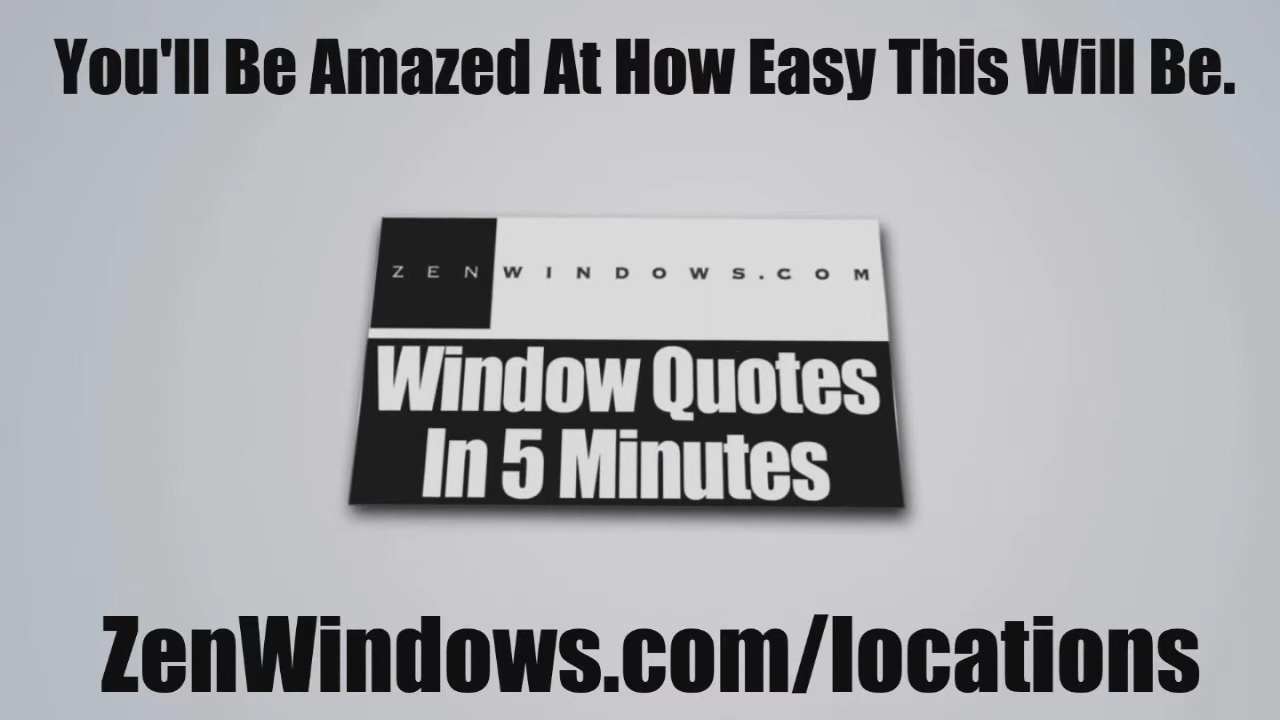 You'll Be Amazed At How Easy This Will Be.
ZENWINDOWS.COM
Window Quotes
In 5 Minutes
ZenWindows.com/locations